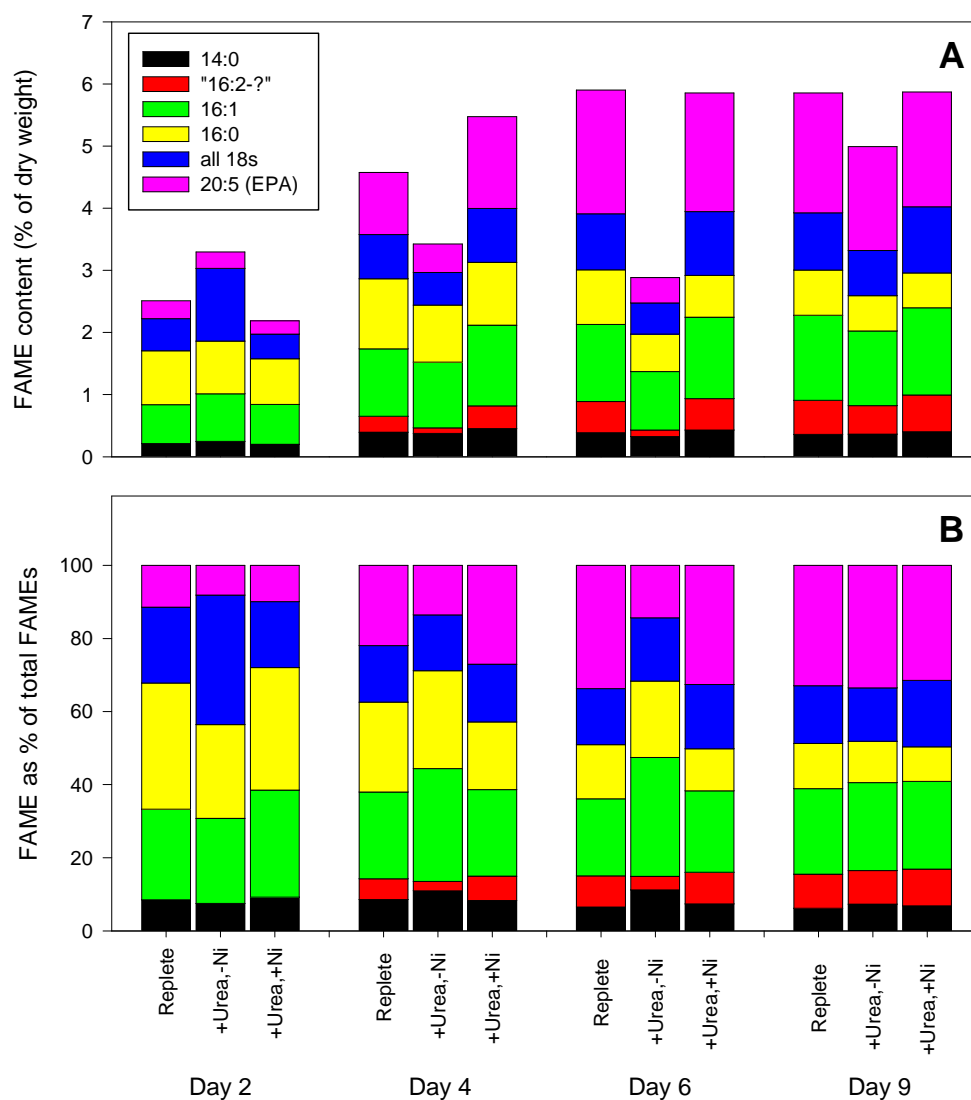 7
A
6
5
4
3
2
1
0
FAME content (% of dry weight)
14:0
"16:2-?"
16:1
16:0
all 18s
20:5 (EPA)
B
100
80
60
40
20
0
FAME as % of total FAMEs
Replete
+Urea,-Ni
+Urea,+Ni
Replete
+Urea,-Ni
+Urea,+Ni
Replete
+Urea,-Ni
+Urea,+Ni
Replete
+Urea,-Ni
+Urea,+Ni
Day 2
Day 4
Day 6
Day 9